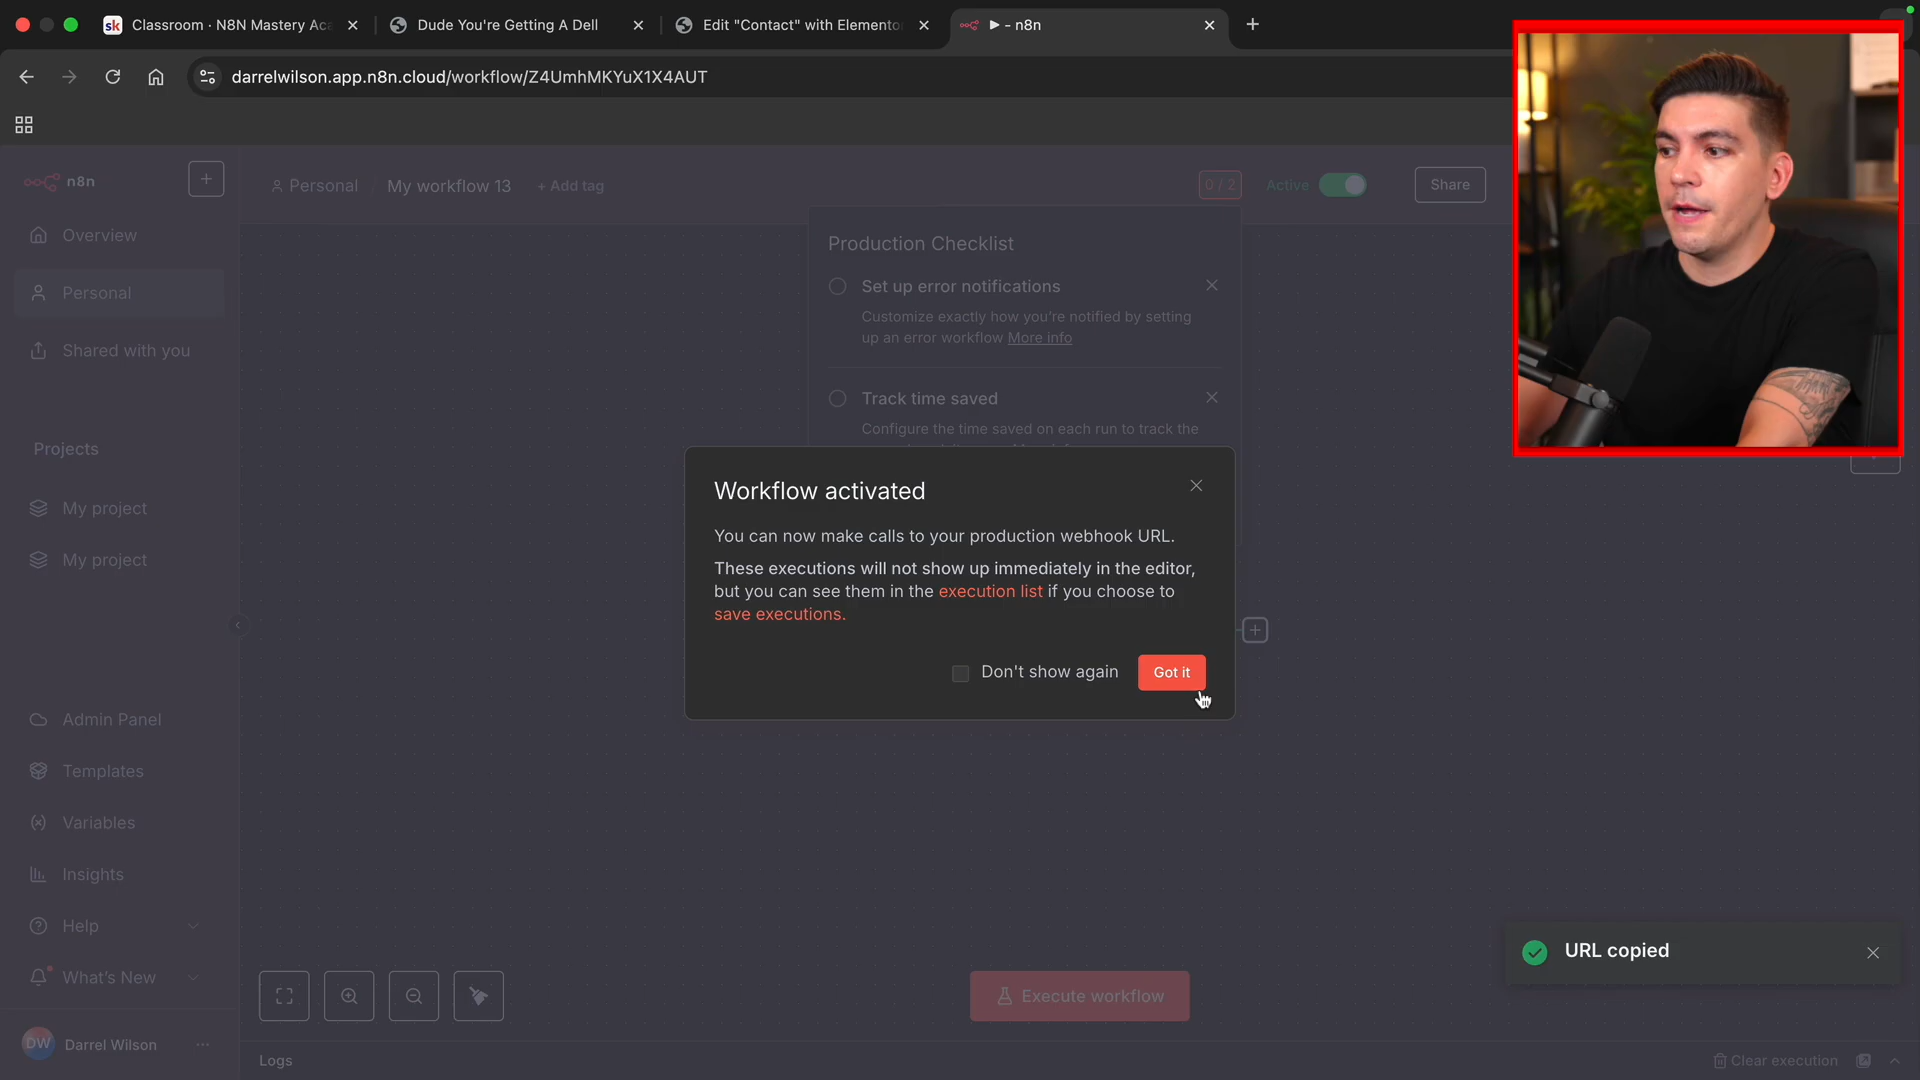 sk Classroom · N8N Mastery Aca
Dude You're Getting A Dell
Edit "Contact" with Elemento
▶ - n8n
darrelwilson.app.n8n.cloud/workflow/Z4UmhMKYuX1X4AUT
n8n
Personal / My workflow 13 + Add tag
0 / 2
Active
Share
Overview
Personal
Shared with you
Projects
My project
My project
Admin Panel
Templates
Variables
Insights
Help
What's New
DW Darrel Wilson
Production Checklist
Set up error notifications
Customize exactly how you're notified by setting
up an error workflow More info
Track time saved
Configure the time saved on each run to track the
Workflow activated
You can now make calls to your production webhook URL.
These executions will not show up immediately in the editor,
but you can see them in the execution list if you choose to
save executions.
Don't show again
Got it
URL copied
Execute workflow
Logs
Clear execution